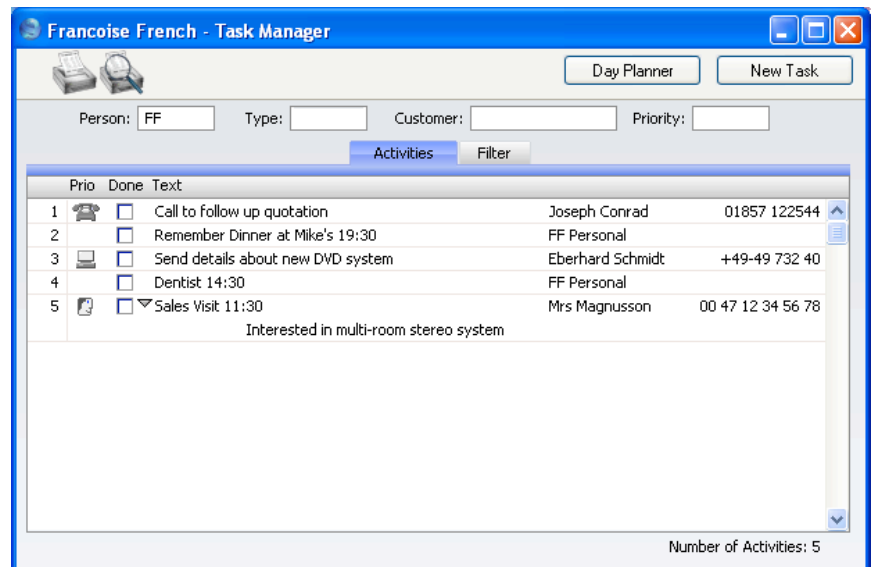 Francoise French - Task Manager
Day Planner New Task
Person: FF Type: Customer: Priority:
Activities Filter
Prio Done Text
1 Call to follow up quotation Joseph Conrad 01857 122544
2 Remember Dinner at Mike's 19:30 FF Personal
3 Send details about new DVD system Eberhard Schmidt +49-49 732 40
4 Dentist 14:30 FF Personal
5 Sales Visit 11:30 Mrs Magnusson 00 47 12 34 56 78
Interested in multi-room stereo system
Number of Activities: 5